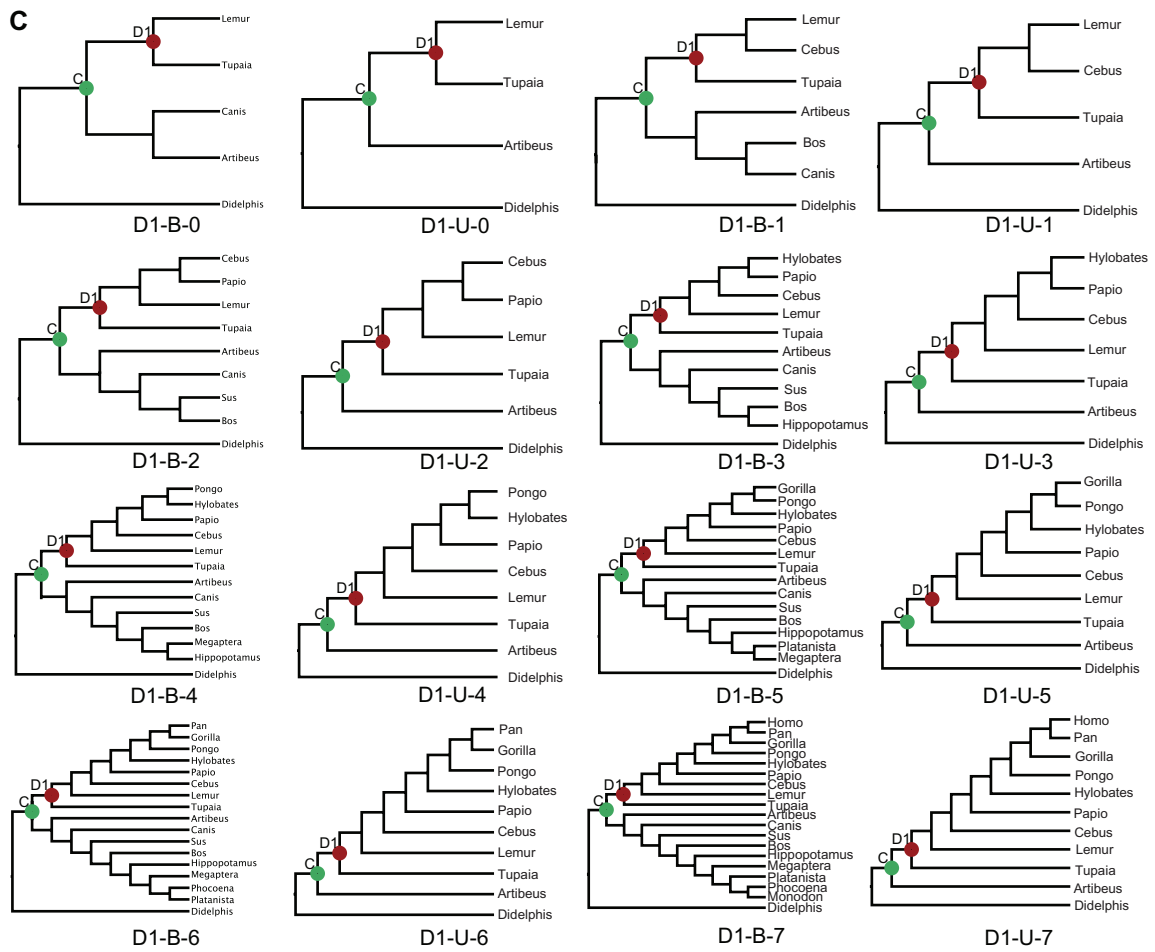 C
D1
C
Lemur
Tupaia
Canis
Artibeus
Didelphis
D1-B-0
D1
C
Lemur
Tupaia
Artibeus
Didelphis
D1-U-0
D1
C
Lemur
Cebus
Tupaia
Artibeus
Bos
Canis
Didelphis
D1-B-1
D1
C
Lemur
Cebus
Tupaia
Artibeus
Didelphis
D1-U-1
D1
C
Cebus
Papio
Lemur
Tupaia
Artibeus
Canis
Sus
Bos
Didelphis
D1-B-2
D1
C
Cebus
Papio
Lemur
Tupaia
Artibeus
Didelphis
D1-U-2
D1
C
Hylobates
Papio
Cebus
Lemur
Tupaia
Artibeus
Canis
Sus
Bos
Hippopotamus
Didelphis
D1-B-3
D1
C
Hylobates
Papio
Cebus
Lemur
Tupaia
Artibeus
Didelphis
D1-U-3
D1
C
Pongo
Hylobates
Papio
Cebus
Lemur
Tupaia
Artibeus
Canis
Sus
Bos
Megaptera
Hippopotamus
Didelphis
D1-B-4
D1
C
Pongo
Hylobates
Papio
Cebus
Lemur
Tupaia
Artibeus
Didelphis
D1-U-4
D1
C
Gorilla
Pongo
Hylobates
Papio
Cebus
Lemur
Tupaia
Artibeus
Canis
Sus
Bos
Hippopotamus
Platanista
Megaptera
Didelphis
D1-B-5
D1
C
Gorilla
Pongo
Hylobates
Papio
Cebus
Lemur
Tupaia
Artibeus
Didelphis
D1-U-5
D1
C
Pan
Gorilla
Pongo
Hylobates
Papio
Cebus
Lemur
Tupaia
Artibeus
Canis
Sus
Bos
Hippopotamus
Megaptera
Phocoena
Platanista
Didelphis
D1-B-6
D1
C
Pan
Gorilla
Pongo
Hylobates
Papio
Cebus
Lemur
Tupaia
Artibeus
Didelphis
D1-U-6
D1
C
Homo
Pan
Gorilla
Pongo
Hylobates
Papio
Cebus
Lemur
Tupaia
Artibeus
Canis
Sus
Bos
Hippopotamus
Megaptera
Platanista
Phocoena
Monodon
Didelphis
D1-B-7
D1
C
Homo
Pan
Gorilla
Pongo
Hylobates
Papio
Cebus
Lemur
Tupaia
Artibeus
Didelphis
D1-U-7